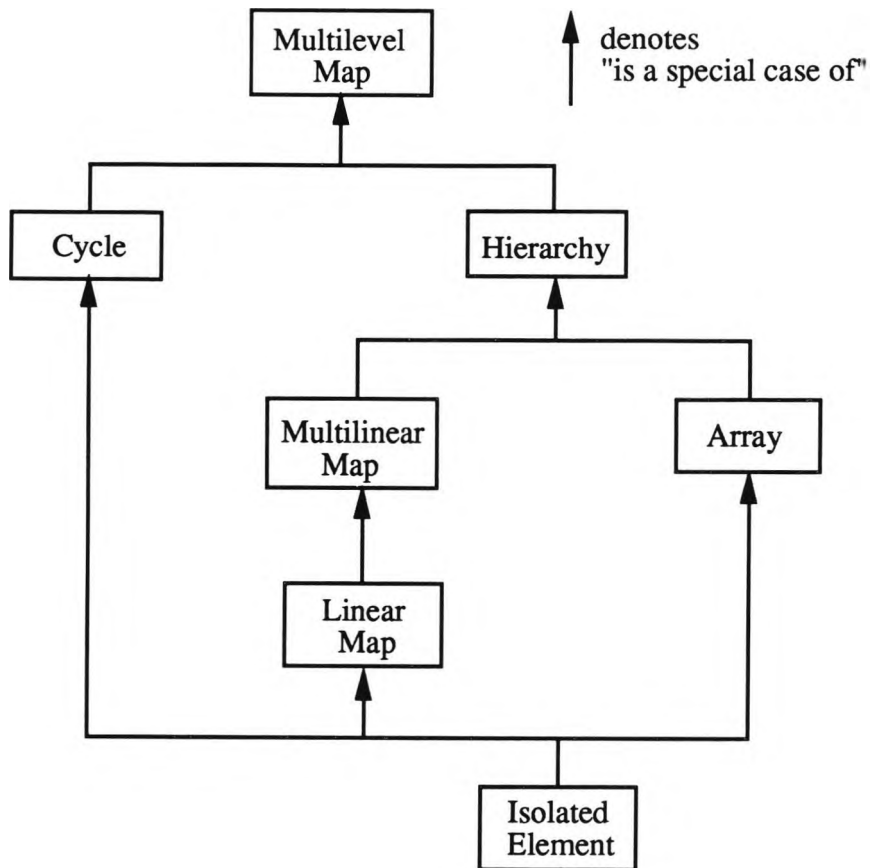 Multilevel
Map
denotes
"is a special case of"
Cycle
Hierarchy
Multilinear
Map
Array
Linear
Map
Isolated
Element